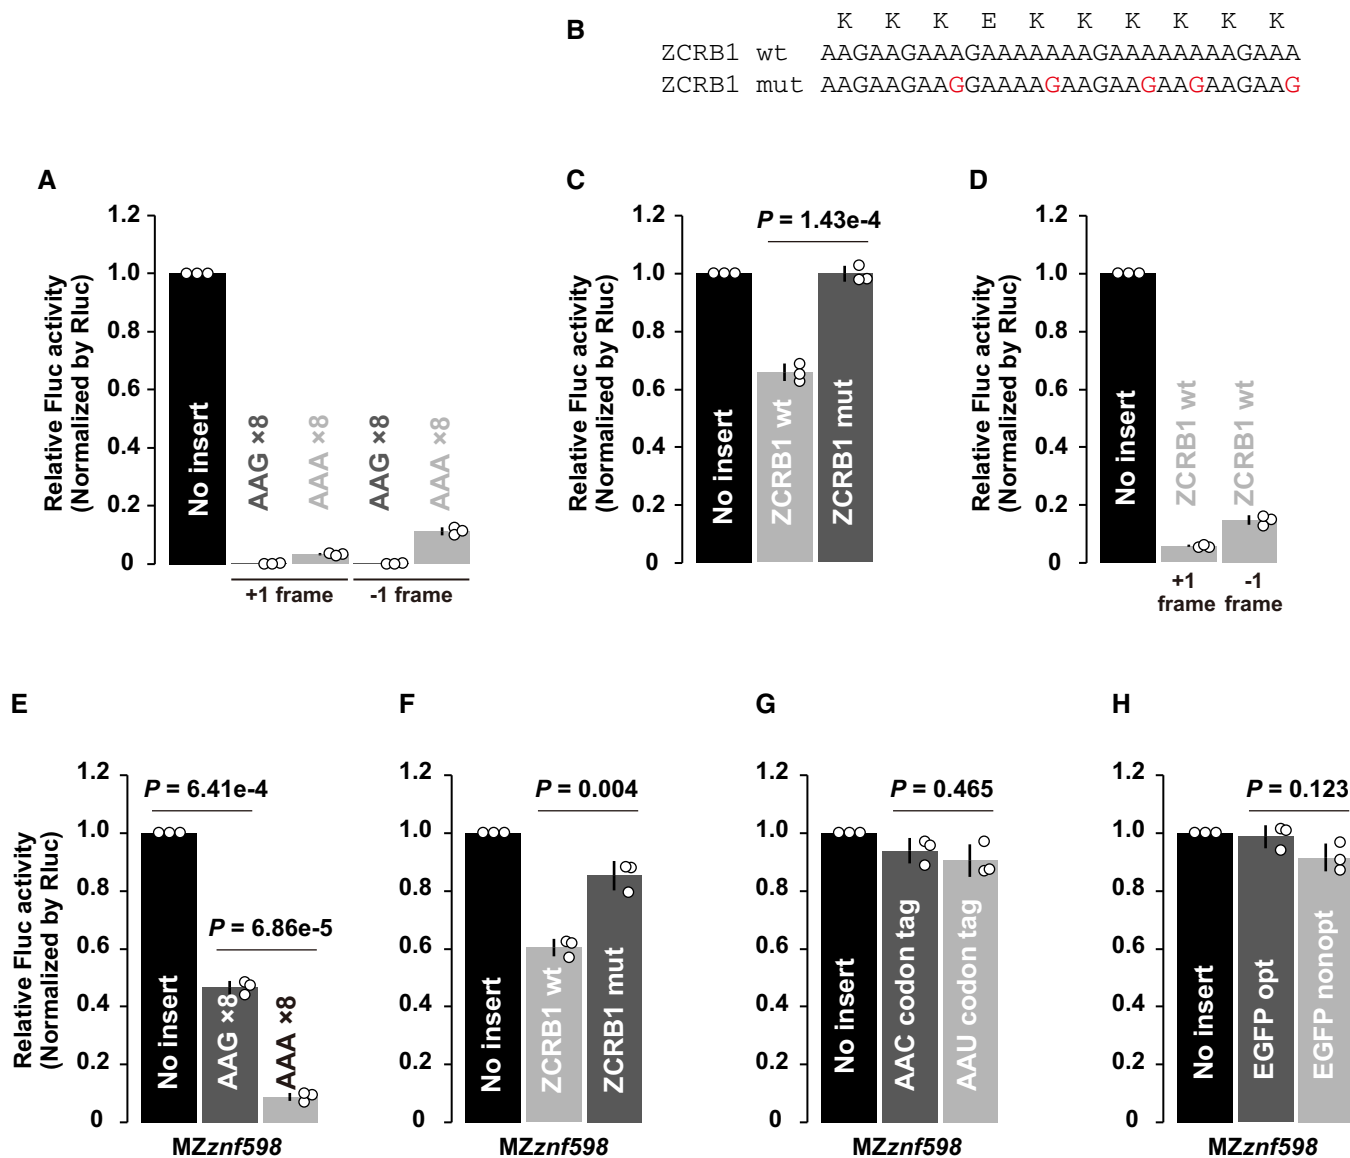 B
K K K E K K K K K K
ZCRB1 wt AAGAAGAAAGAAAAAAAGAAAAAAAAGAAA
ZCRB1 mut AAGAAGAAGGAAAAGAAGAAGAAGAAGAAG
A
Relative Fluc activity
(Normalized by Rluc)
1.2
1.0
0.8
0.6
0.4
0.2
0
No insert
AAG ×8
AAA ×8
AAG ×8
AAA ×8
+1 frame
-1 frame
C
Relative Fluc activity
(Normalized by Rluc)
1.2
1.0
0.8
0.6
0.4
0.2
0
P = 1.43e-4
No insert
ZCRB1 wt
ZCRB1 mut
D
Relative Fluc activity
(Normalized by Rluc)
1.2
1.0
0.8
0.6
0.4
0.2
0
No insert
ZCRB1 wt
ZCRB1 wt
+1
frame
-1
frame
E
Relative Fluc activity
(Normalized by Rluc)
1.2
1.0
0.8
0.6
0.4
0.2
0
P = 6.41e-4
P = 6.86e-5
No insert
AAG ×8
AAA ×8
MZznf598
F
1.2
1.0
0.8
0.6
0.4
0.2
0
P = 0.004
No insert
ZCRB1 wt
ZCRB1 mut
MZznf598
G
1.2
1.0
0.8
0.6
0.4
0.2
0
P = 0.465
No insert
AAC codon tag
AAU codon tag
MZznf598
H
1.2
1.0
0.8
0.6
0.4
0.2
0
P = 0.123
No insert
EGFP opt
EGFP nonopt
MZznf598